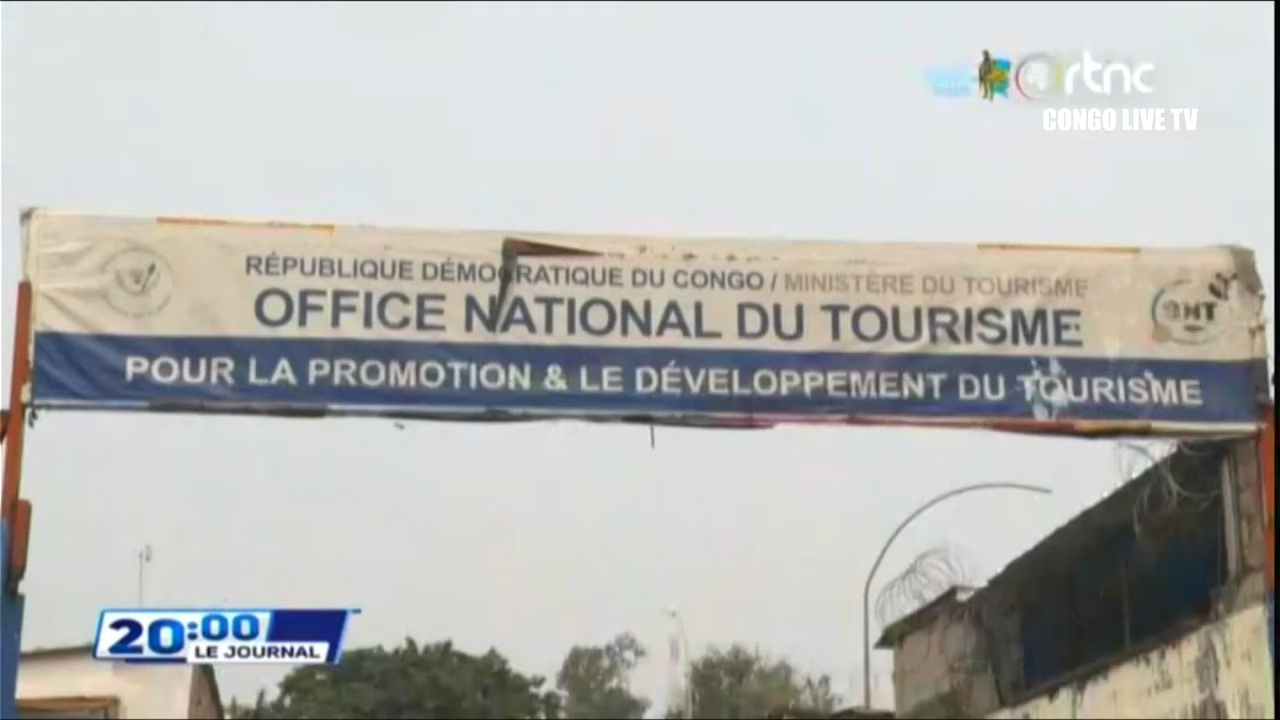 rtnc
CONGO LIVE TV
RÉPUBLIQUE DÉMOCRATIQUE DU CONGO / MINISTÈRE DU TOURISME
OFFICE NATIONAL DU TOURISME
ONT
POUR LA PROMOTION & LE DÉVELOPPEMENT DU TOURISME
20:00
LE JOURNAL